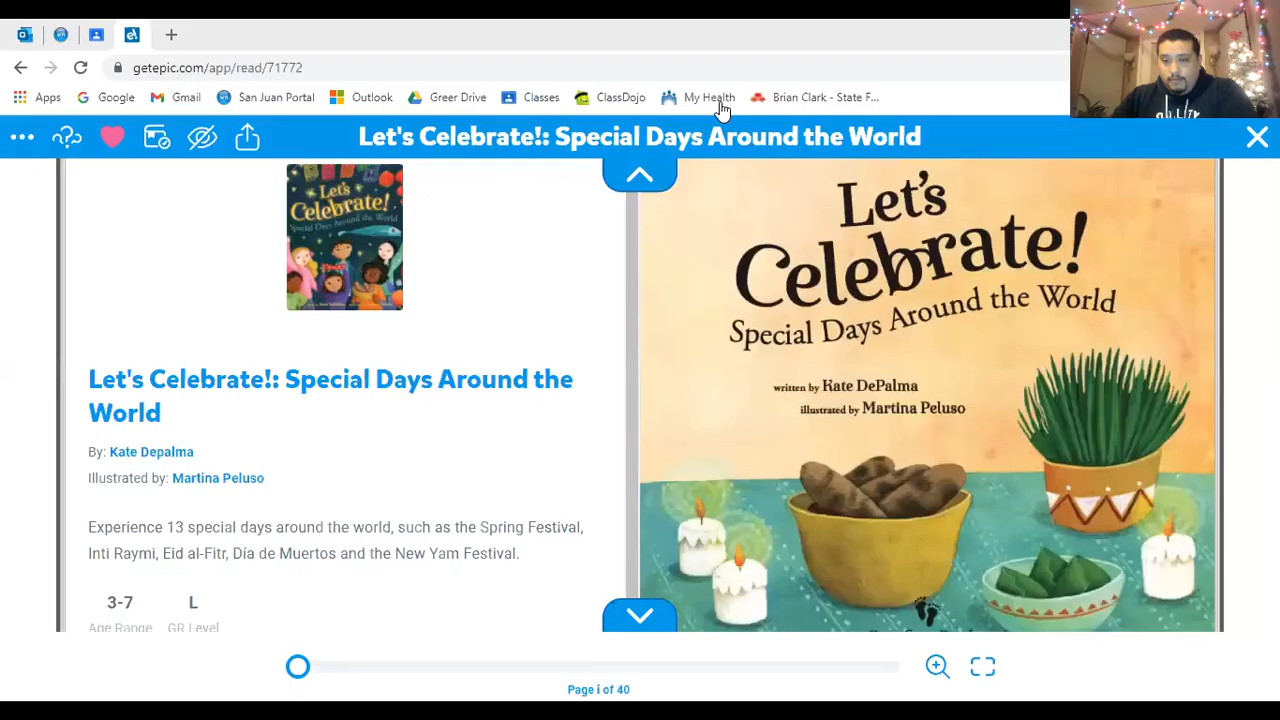 getepic.com/app/read/71772
Apps Google Gmail San Juan Portal Outlook Greer Drive Classes ClassDojo My Health Brian Clark - State F...
Let's Celebrate!: Special Days Around the World
Let's
Celebrate!
Special Days Around the World
Let's Celebrate!: Special Days Around the
World
By: Kate Depalma
Illustrated by: Martina Peluso
Experience 13 special days around the world, such as the Spring Festival,
Inti Raymi, Eid al-Fitr, Día de Muertos and the New Yam Festival.
3-7 L
Age Range GR Level
Let's
Celebrate!
Special Days Around the World
written by Kate DePalma
illustrated by Martina Peluso
Page i of 40